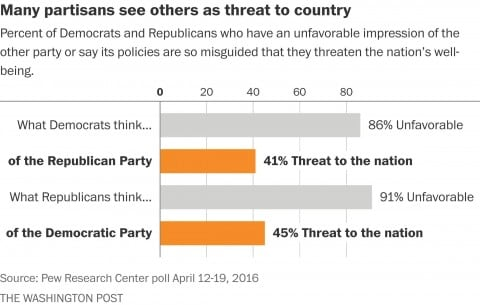 Many partisans see others as threat to country
Percent of Democrats and Republicans who have an unfavorable impression of the
other party or say its policies are so misguided that they threaten the nation's well-
being.
0 20 40 60 80
What Democrats think... 86% Unfavorable
of the Republican Party 41% Threat to the nation
What Republicans think... 91% Unfavorable
of the Democratic Party 45% Threat to the nation
Source: Pew Research Center poll April 12-19, 2016
THE WASHINGTON POST